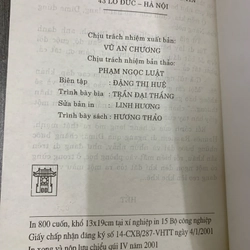 43 LÒ ĐÚC - HÀ NỘI
Chịu trách nhiệm xuất bản:
VŨ AN CHƯƠNG
Chịu trách nhiệm bản thảo:
PHẠM NGỌC LUẬT
Biên tập : ĐẶNG THỊ HUÊ
Trình bày bìa : TRẦN ĐẠI THẮNG
Sửa bản in : LINH HƯƠNG
Trình bày sách : HƯƠNG THẢO
In 800 cuốn, khổ 13x19cm tại xí nghiệp in 15 Bộ công nghiệp
Giấy chấp nhận đăng ký số 14-CXB/287-VHTT ngày 4/1/2001
In xong và nộp lưu chiểu quí IV năm 2001